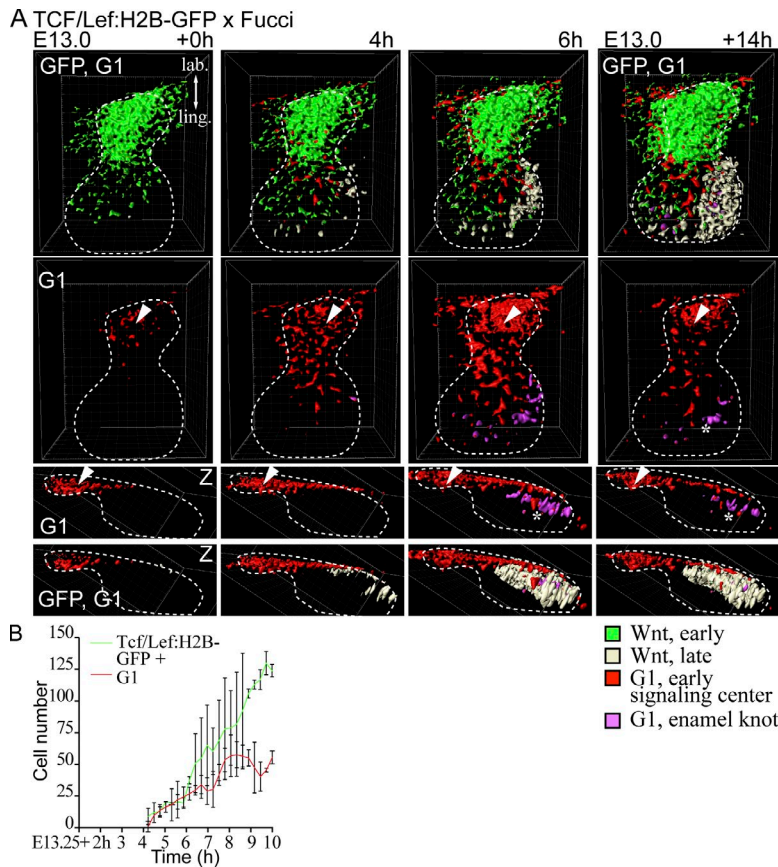 A TCF/Lef:H2B-GFP x Fucci
E13.0 +0h 4h 6h E13.0 +14h
GFP, G1 lab. GFP, G1
ling.
G1
Z
G1
*
*
*
Z
GFP, G1
B
150
125
100
75
50
25
0
Cell number
Tcf/Lef:H2B-
GFP +
G1
E13.25+ 2h 3 4 5 6 7 8 9 10
Time (h)
Wnt, early
Wnt, late
G1, early
signaling center
G1, enamel knot